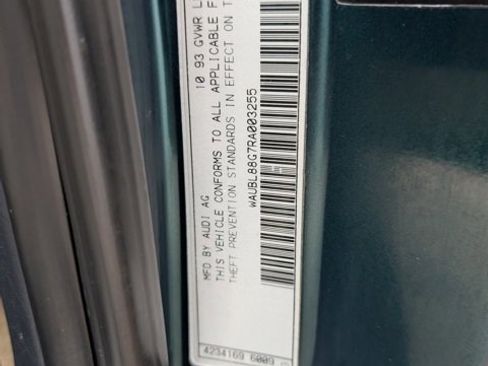 MFD BY AUDI AG 10 93 GVWR
THIS VEHICLE CONFORMS TO ALL APPLICABLE
THEFT PREVENTION STANDARDS IN EFFECT ON
WAUBL88G7RA003255
4234169 6009